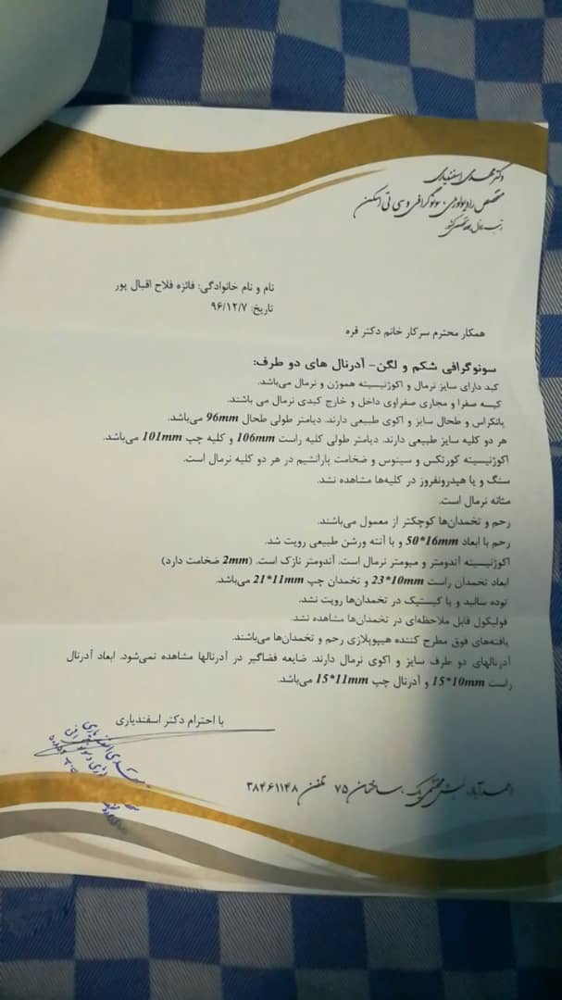 دکتر مهدی اسفندیاری
متخصص رادیولوژی، سونوگرافی و سی تی اسکن
نام و نام خانوادگی: فائزه فلاح اقبال پور
تاریخ: ۹۶/۱۲/۷
همکار محترم سرکار خانم دکتر قره
سونوگرافی شکم و لگن- آدرنال های دو طرف:
کبد دارای سایز نرمال و اکوژنیسیته هموژن و نرمال می‌باشد.
کیسه صفرا و مجاری صفراوی داخل و خارج کبدی نرمال می باشند.
پانکراس و طحال سایز و اکوی طبیعی دارند. دیامتر طولی طحال 96mm می‌باشد.
هر دو کلیه سایز طبیعی دارند. دیامتر طولی کلیه راست 106mm و کلیه چپ 101mm می‌باشد.
اکوژنیسیته کورتکس و سینوس و ضخامت پارانشیم در هر دو کلیه نرمال است.
سنگ و یا هیدرونفروز در کلیه‌ها مشاهده نشد.
مثانه نرمال است.
رحم و تخمدان‌ها کوچکتر از معمول می‌باشند.
رحم با ابعاد 50*16mm و با آنته ورشن طبیعی رویت شد.
اکوژنیسیته آندومتر و میومتر نرمال است. آندومتر نازک است. (2mm ضخامت دارد)
ابعاد تخمدان راست 23*10mm و تخمدان چپ 21*11mm می‌باشد.
توده سالید و یا کیستیک در تخمدان‌ها رویت نشد.
فولیکول قابل ملاحظه‌ای در تخمدان‌ها مشاهده نشد.
یافته‌های فوق مطرح کننده هیپوپلازی رحم و تخمدان‌ها می‌باشند.
آدرنالهای دو طرف سایز و اکوی نرمال دارند. ضایعه فضاگیر در آدرنالها مشاهده نمی‌شود. ابعاد آدرنال
راست 15*10mm و آدرنال چپ 15*11mm می‌باشد.
با احترام دکتر اسفندیاری
احمدآباد، نبش محتشمی یک، ساختمان ۷۵ تلفن ۳۸۴۶۱۱۴۸